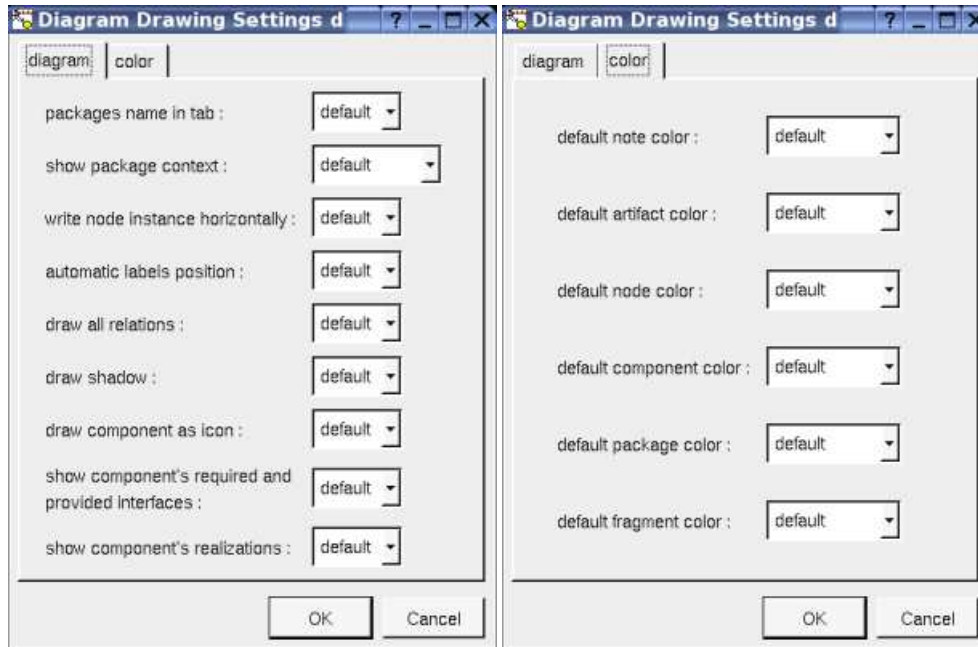 Diagram Drawing Settings d
diagram color
packages name in tab : default
show package context : default
write node instance horizontally : default
automatic labels position : default
draw all relations : default
draw shadow : default
draw component as icon : default
show component's required and
provided interfaces : default
show component's realizations : default
OK Cancel
Diagram Drawing Settings d
diagram color
default note color : default
default artifact color : default
default node color : default
default component color : default
default package color : default
default fragment color : default
OK Cancel